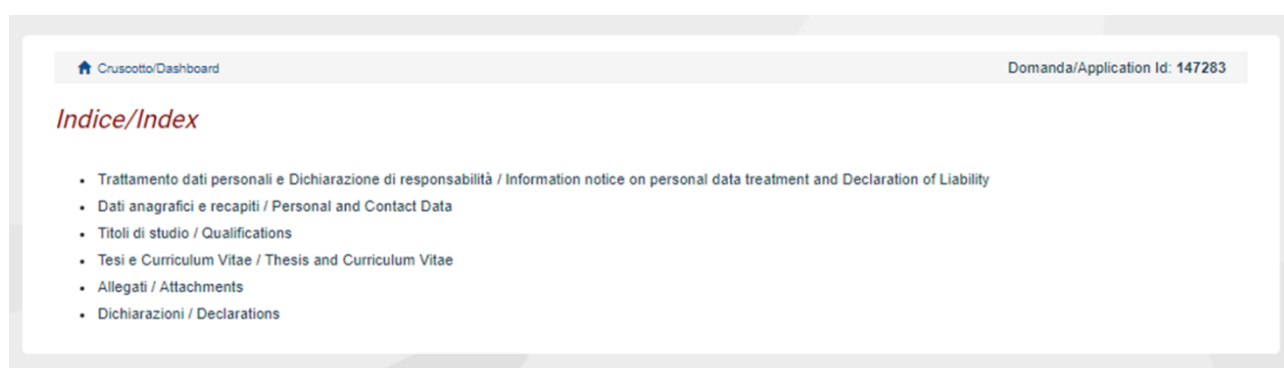 Cruscotto/Dashboard
Domanda/Application Id: 147283
Indice/Index
Trattamento dati personali e Dichiarazione di responsabilità / Information notice on personal data treatment and Declaration of Liability
Dati anagrafici e recapiti / Personal and Contact Data
Titoli di studio / Qualifications
Tesi e Curriculum Vitae / Thesis and Curriculum Vitae
Allegati / Attachments
Dichiarazioni / Declarations